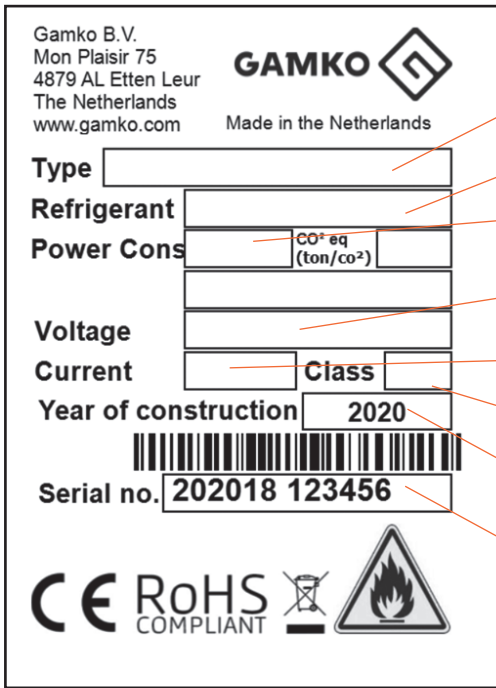 Gamko B.V.
Mon Plaisir 75
4879 AL Etten Leur
The Netherlands
www.gamko.com
GAMKO
Made in the Netherlands
Type
Refrigerant
Power Cons
CO² eq
(ton/co²)
Voltage
Current Class
Year of construction 2020
Serial no. 202018 123456
CE RoHS
COMPLIANT